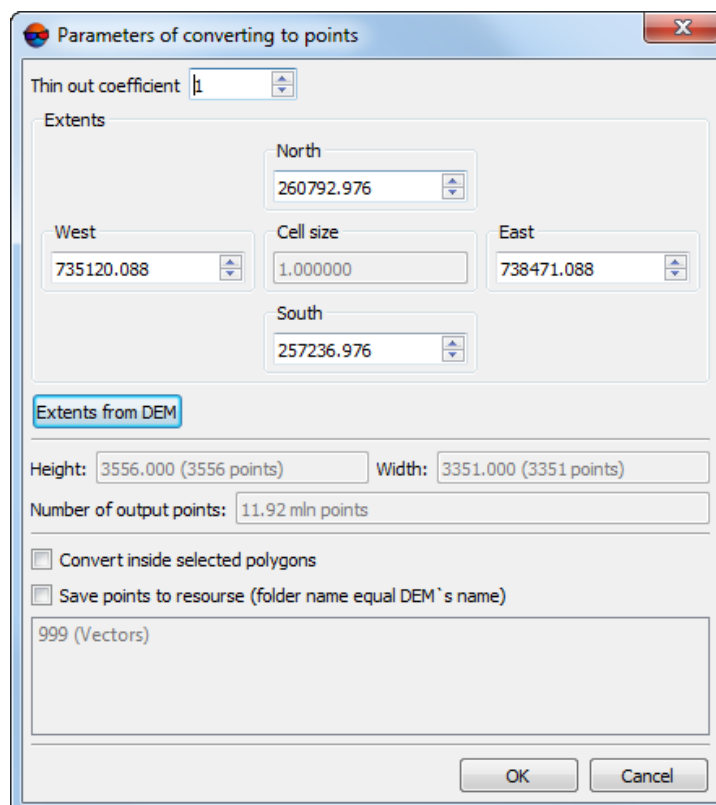 Parameters of converting to points
Thin out coefficient 1
Extents
North
260792.976
West
735120.088
Cell size
1.000000
East
738471.088
South
257236.976
Extents from DEM
Height: 3556.000 (3556 points) Width: 3351.000 (3351 points)
Number of output points: 11.92 mln points
Convert inside selected polygons
Save points to resourse (folder name equal DEM`s name)
999 (Vectors)
OK Cancel